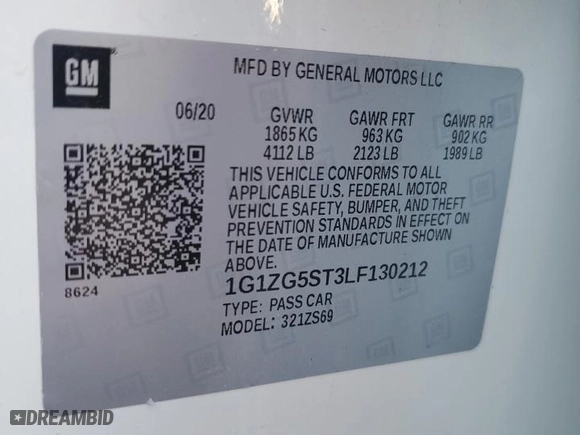 GM
MFD BY GENERAL MOTORS LLC
06/20 GVWR GAWR FRT GAWR RR
1865 KG 963 KG 902 KG
4112 LB 2123 LB 1989 LB
THIS VEHICLE CONFORMS TO ALL
APPLICABLE U.S. FEDERAL MOTOR
VEHICLE SAFETY, BUMPER, AND THEFT
PREVENTION STANDARDS IN EFFECT ON
THE DATE OF MANUFACTURE SHOWN
ABOVE.
8624
1G1ZG5ST3LF130212
TYPE: PASS CAR
MODEL: 321ZS69
DREAMBID